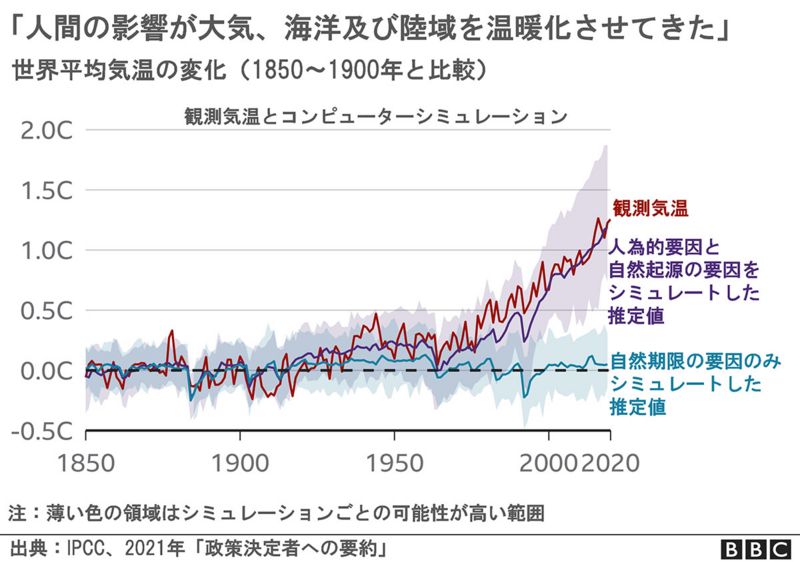 「人間の影響が大気、海洋及び陸域を温暖化させてきた」
世界平均気温の変化（1850～1900年と比較）
観測気温とコンピューターシミュレーション
2.0C
1.5C
1.0C
0.5C
0.0C
-0.5C
観測気温
人為的要因と
自然起源の要因を
シミュレートした
推定値
自然期限の要因のみ
シミュレートした
推定値
1850
1900
1950
2000
2020
注：薄い色の領域はシミュレーションごとの可能性が高い範囲
出典：IPCC、2021年「政策決定者への要約」
BBC